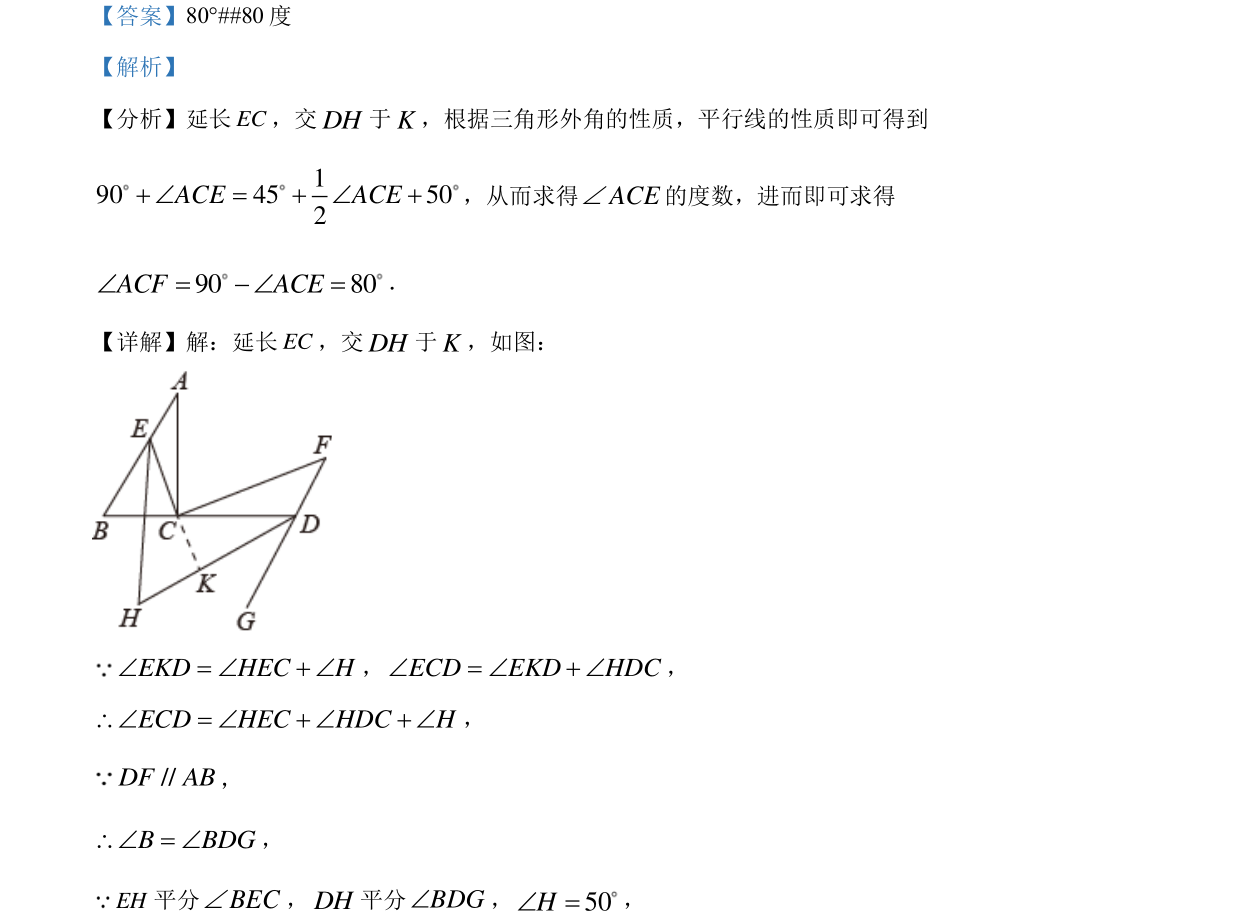 【答案】80°##80 度
【解析】
【分析】延长 EC，交 DH 于 K，根据三角形外角的性质，平行线的性质即可得到
90° + ∠ACE = 45° + 1/2 ∠ACE + 50°，从而求得∠ACE 的度数，进而即可求得
∠ACF = 90° − ∠ACE = 80°．
【详解】解：延长 EC，交 DH 于 K，如图：
A
E
F
B
C
D
K
H
G
∵∠EKD = ∠HEC + ∠H，∠ECD = ∠EKD + ∠HDC，
∴∠ECD = ∠HEC + ∠HDC + ∠H，
∵DF // AB，
∴∠B = ∠BDG，
∵EH 平分∠BEC，DH 平分∠BDG，∠H = 50°，